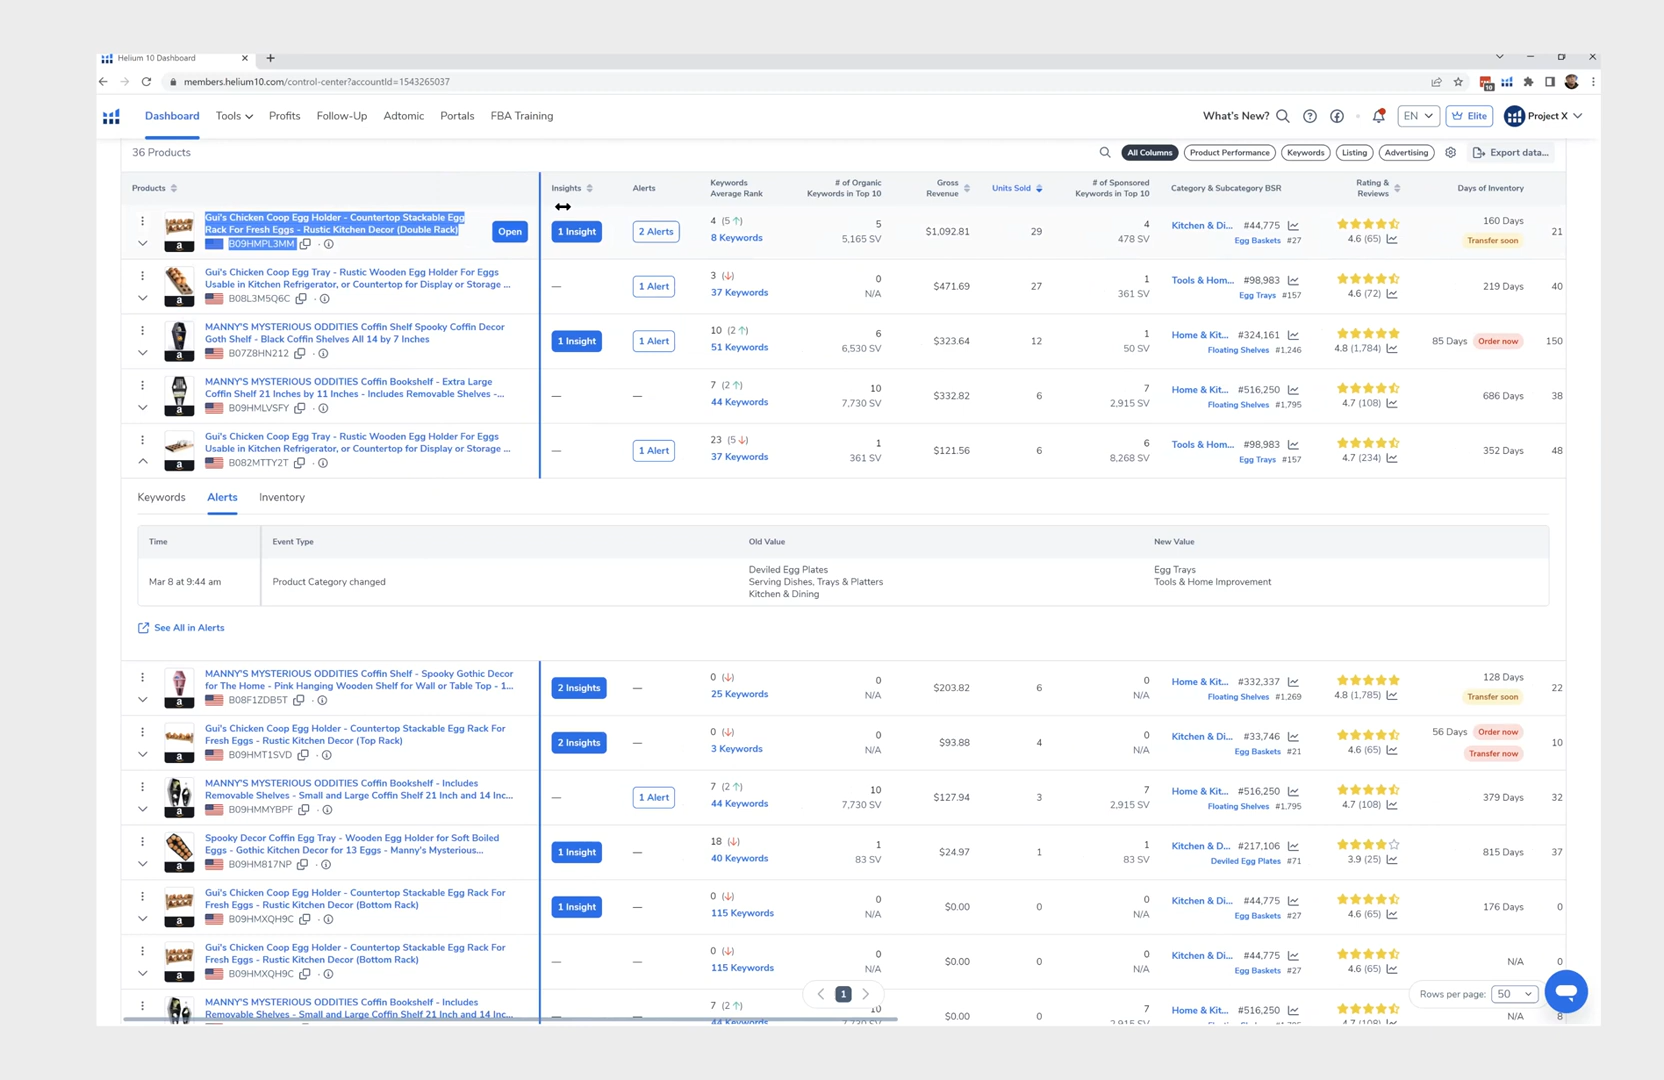 Helium 10 Dashboard
members.helium10.com/control-center?accountId=1543265037
Dashboard Tools Profits Follow-Up Adtomic Portals FBA Training
What's New? EN Elite Project X
36 Products
All Columns Product Performance Keywords Listing Advertising Export data...
Products Insights Alerts Keywords Average Rank # of Organic Keywords in Top 10 Gross Revenue Units Sold # of Sponsored Keywords in Top 10 Category & Subcategory BSR Rating & Reviews Days of Inventory
Gui's Chicken Coop Egg Holder - Countertop Stackable Egg
Rack For Fresh Eggs - Rustic Kitchen Decor (Double Rack)
B09HMPL3MM
Open 1 Insight 2 Alerts 4 (5↑) 8 Keywords 5 5,165 SV $1,092.81 29 4 478 SV Kitchen & Di... #44,775 Egg Baskets #27 4.6 (65) 160 Days Transfer soon 21
Gui's Chicken Coop Egg Tray - Rustic Wooden Egg Holder For Eggs
Usable in Kitchen Refrigerator, or Countertop for Display or Storage ...
B08L3M5Q6C
— 1 Alert 3 (↓) 37 Keywords 0 N/A $471.69 27 1 361 SV Tools & Hom... #98,983 Egg Trays #157 4.6 (72) 219 Days 40
MANNY'S MYSTERIOUS ODDITIES Coffin Shelf Spooky Coffin Decor
Goth Shelf - Black Coffin Shelves All 14 by 7 Inches
B07Z8HN212
1 Insight 1 Alert 10 (2↑) 51 Keywords 6 6,530 SV $323.64 12 1 50 SV Home & Kit... #324,161 Floating Shelves #1,246 4.8 (1,784) 85 Days Order now 150
MANNY'S MYSTERIOUS ODDITIES Coffin Bookshelf - Extra Large
Coffin Shelf 21 Inches by 11 Inches - Includes Removable Shelves -...
B09HMLVSFY
— — 7 (2↑) 44 Keywords 10 7,730 SV $332.82 6 7 2,915 SV Home & Kit... #516,250 Floating Shelves #1,795 4.7 (108) 686 Days 38
Gui's Chicken Coop Egg Tray - Rustic Wooden Egg Holder For Eggs
Usable in Kitchen Refrigerator, or Countertop for Display or Storage ...
B082MTTY2T
— 1 Alert 23 (5↓) 37 Keywords 1 361 SV $121.56 6 6 8,268 SV Tools & Hom... #98,983 Egg Trays #157 4.7 (234) 352 Days 48
Keywords Alerts Inventory
Time Event Type Old Value New Value
Mar 8 at 9:44 am Product Category changed
Deviled Egg Plates
Serving Dishes, Trays & Platters
Kitchen & Dining
Egg Trays
Tools & Home Improvement
See All in Alerts
MANNY'S MYSTERIOUS ODDITIES Coffin Shelf - Spooky Gothic Decor
for The Home - Pink Hanging Wooden Shelf for Wall or Table Top - 1...
B08F1ZDB5T
2 Insights — 0 (↓) 25 Keywords 0 N/A $203.82 6 0 N/A Home & Kit... #332,337 Floating Shelves #1,269 4.8 (1,785) 128 Days Transfer soon 22
Gui's Chicken Coop Egg Holder - Countertop Stackable Egg Rack For
Fresh Eggs - Rustic Kitchen Decor (Top Rack)
B09HMT1SVD
2 Insights — 0 (↓) 3 Keywords 0 N/A $93.88 4 0 N/A Kitchen & Di... #33,746 Egg Baskets #21 4.6 (65) 56 Days Order now Transfer now 10
MANNY'S MYSTERIOUS ODDITIES Coffin Bookshelf - Includes
Removable Shelves - Small and Large Coffin Shelf 21 Inch and 14 Inc...
B09HMMYBPF
— 1 Alert 7 (2↑) 44 Keywords 10 7,730 SV $127.94 3 7 2,915 SV Home & Kit... #516,250 Floating Shelves #1,795 4.7 (108) 379 Days 32
Spooky Decor Coffin Egg Tray - Wooden Egg Holder for Soft Boiled
Eggs - Gothic Kitchen Decor for 13 Eggs - Manny's Mysterious...
B09HM817NP
1 Insight — 18 (↓) 40 Keywords 1 83 SV $24.97 1 1 83 SV Kitchen & D... #217,106 Deviled Egg Plates #71 3.9 (25) 815 Days 37
Gui's Chicken Coop Egg Holder - Countertop Stackable Egg Rack For
Fresh Eggs - Rustic Kitchen Decor (Bottom Rack)
B09HMXQH9C
1 Insight — 0 (↓) 115 Keywords 0 N/A $0.00 0 0 N/A Kitchen & Di... #44,775 Egg Baskets #27 4.6 (65) 176 Days 0
Gui's Chicken Coop Egg Holder - Countertop Stackable Egg Rack For
Fresh Eggs - Rustic Kitchen Decor (Bottom Rack)
B09HMXQH9C
— — 0 (↓) 115 Keywords 0 N/A $0.00 0 0 N/A Kitchen & Di... #44,775 Egg Baskets #27 4.6 (65) N/A 0
MANNY'S MYSTERIOUS ODDITIES Coffin Bookshelf - Includes
Removable Shelves - Small and Large Coffin Shelf 21 Inch and 14 Inc...
— — 7 (2↑) 44 Keywords 10 7,730 SV $0.00 0 7 2,915 SV Home & Kit... #516,250 4.7 (108) N/A 8
1
Rows per page: 50